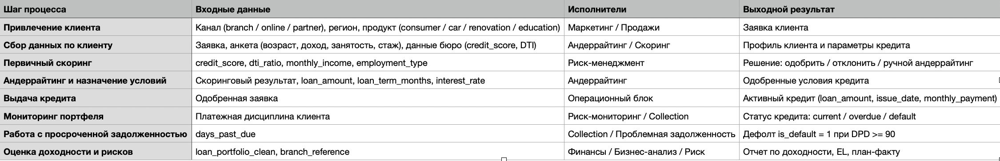 Шаг процесса Входные данные Исполнители Выходной результат
Привлечение клиента Канал (branch / online / partner), регион, продукт (consumer / car / renovation / education) Маркетинг / Продажи Заявка клиента
Сбор данных по клиенту Заявка, анкета (возраст, доход, занятость, стаж), данные бюро (credit_score, DTI) Андеррайтинг / Скоринг Профиль клиента и параметры кредита
Первичный скоринг credit_score, dti_ratio, monthly_income, employment_type Риск-менеджмент Решение: одобрить / отклонить / ручной андеррайтинг
Андеррайтинг и назначение условий Скоринговый результат, loan_amount, loan_term_months, interest_rate Андеррайтинг Одобренные условия кредита
Выдача кредита Одобренная заявка Операционный блок Активный кредит (loan_amount, issue_date, monthly_payment)
Мониторинг портфеля Платежная дисциплина клиента Риск-мониторинг / Collection Статус кредита: current / overdue / default
Работа с просроченной задолженностью days_past_due Collection / Проблемная задолженность Дефолт is_default = 1 при DPD >= 90
Оценка доходности и рисков loan_portfolio_clean, branch_reference Финансы / Бизнес-анализ / Риск Отчет по доходности, EL, план-факту